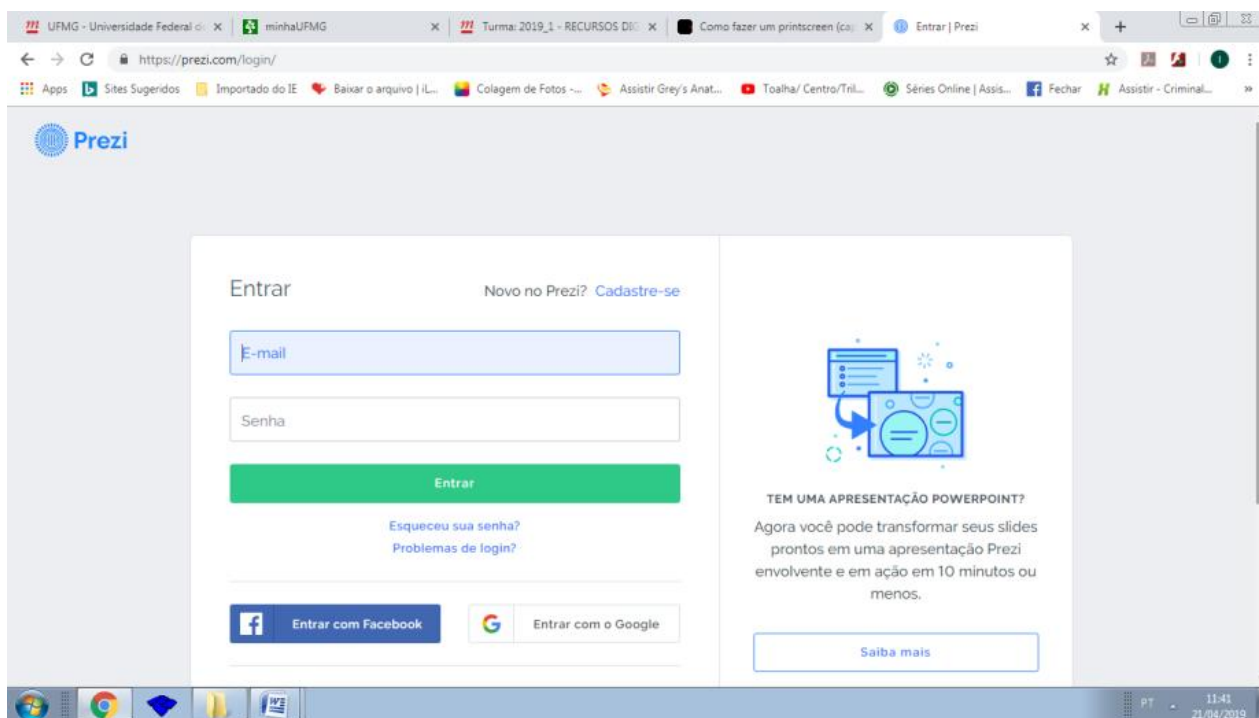 UFMG - Universidade Federal d
minhaUFMG
Turma: 2019_1 - RECURSOS DIG
Como fazer um printscreen (ca
Entrar | Prezi
https://prezi.com/login/
Apps
Sites Sugeridos
Importado do IE
Baixar o arquivo | iL...
Colagem de Fotos -...
Assistir Grey's Anat...
Toalha/ Centro/Tril...
Séries Online | Assis...
Fechar
Assistir - Criminal...
Prezi
Entrar
Novo no Prezi? Cadastre-se
E-mail
Senha
Entrar
Esqueceu sua senha?
Problemas de login?
Entrar com Facebook
Entrar com o Google
TEM UMA APRESENTAÇÃO POWERPOINT?
Agora você pode transformar seus slides
prontos em uma apresentação Prezi
envolvente e em ação em 10 minutos ou
menos.
Saiba mais
PT
11:41
21/04/2019